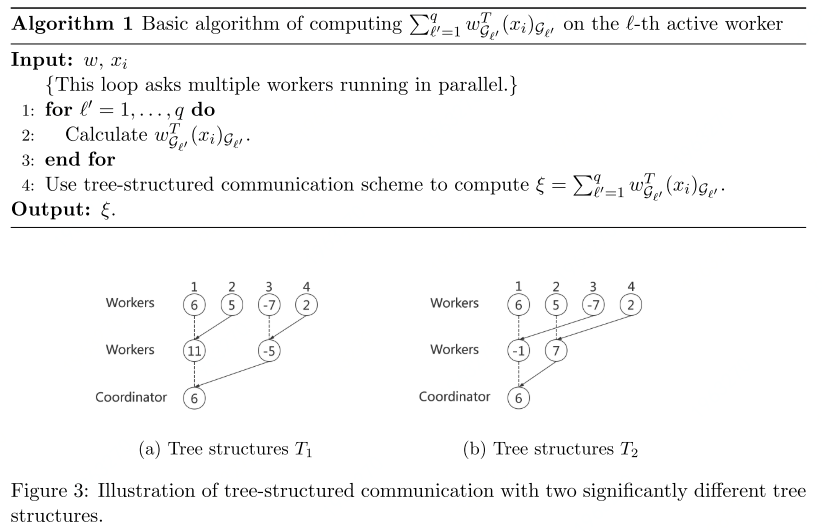 Algorithm 1 Basic algorithm of computing $\sum_{\ell'=1}^{q} w_{\mathcal{G}_{\ell'}}^T (x_i)_{\mathcal{G}_{\ell'}}$ on the $\ell$-th active worker
Input: $w$, $x_i$
{This loop asks multiple workers running in parallel.}
1: for $\ell' = 1, \ldots, q$ do
2: Calculate $w_{\mathcal{G}_{\ell'}}^T (x_i)_{\mathcal{G}_{\ell'}}$.
3: end for
4: Use tree-structured communication scheme to compute $\xi = \sum_{\ell'=1}^{q} w_{\mathcal{G}_{\ell'}}^T (x_i)_{\mathcal{G}_{\ell'}}$.
Output: $\xi$.
1 2 3 4
Workers 6 5 -7 2
Workers 11 -5
Coordinator 6
(a) Tree structures $T_1$
1 2 3 4
Workers 6 5 -7 2
Workers -1 7
Coordinator 6
(b) Tree structures $T_2$
Figure 3: Illustration of tree-structured communication with two significantly different tree
structures.